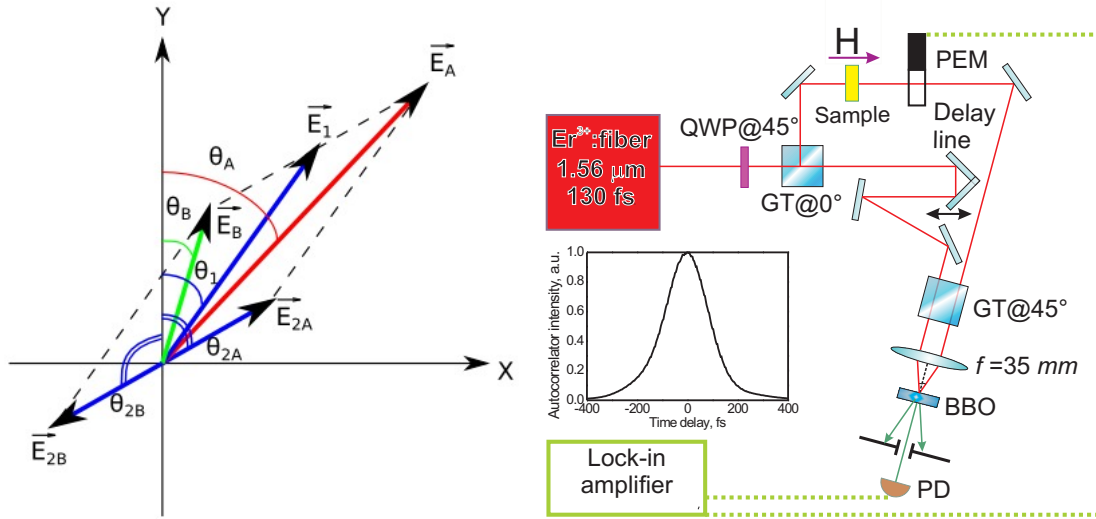 Y
E_A
E_1
θ_A
θ_B
E_B
θ_1
E_2A
θ_2A
X
θ_2B
E_2B
H
PEM
Sample
Delay
line
QWP@45°
Er³⁺:fiber
1.56 μm
130 fs
GT@0°
Autocorrelator intensity, a.u.
1.0
0.8
0.6
0.4
0.2
0.0
-400 -200 0 200 400
Time delay, fs
GT@45°
f =35 mm
BBO
PD
Lock-in
amplifier